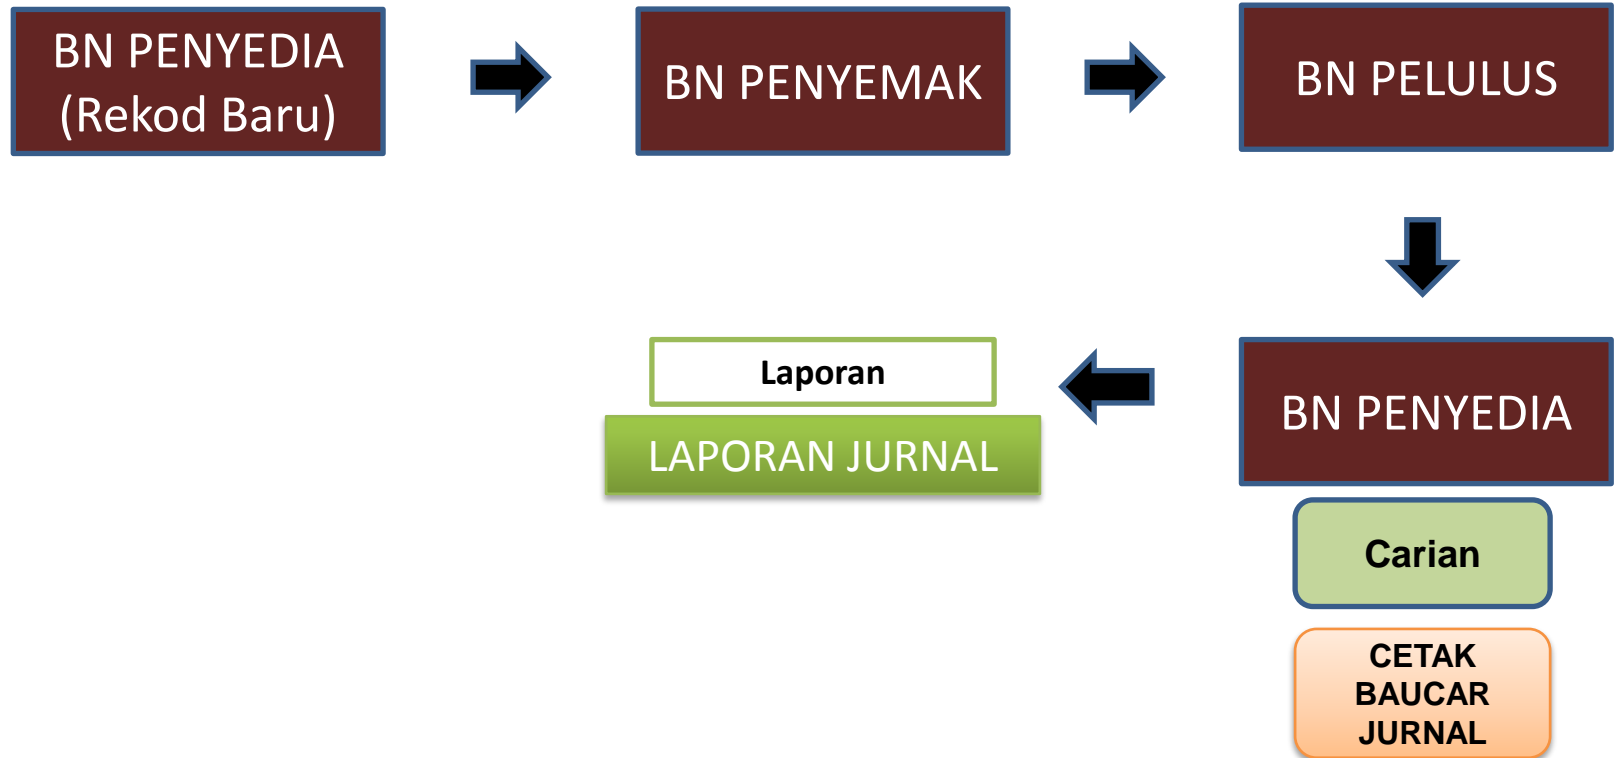 BN PENYEDIA
(Rekod Baru)
BN PENYEMAK
BN PELULUS
BN PENYEDIA
Carian
CETAK
BAUCAR
JURNAL
Laporan
LAPORAN JURNAL